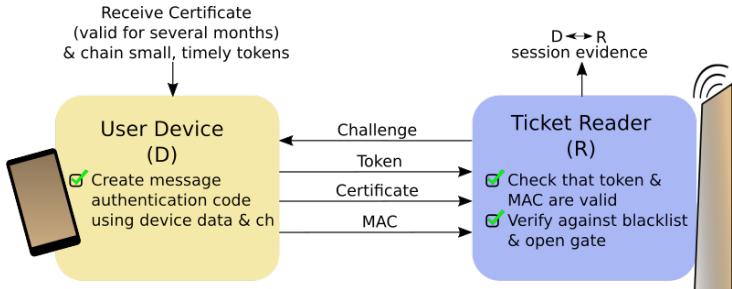 Receive Certificate
(valid for several months)
& chain small, timely tokens
D R
session evidence
User Device
(D)
Create message
authentication code
using device data & ch
Challenge
Token
Certificate
MAC
Ticket Reader
(R)
Check that token &
MAC are valid
Verify against blacklist
& open gate